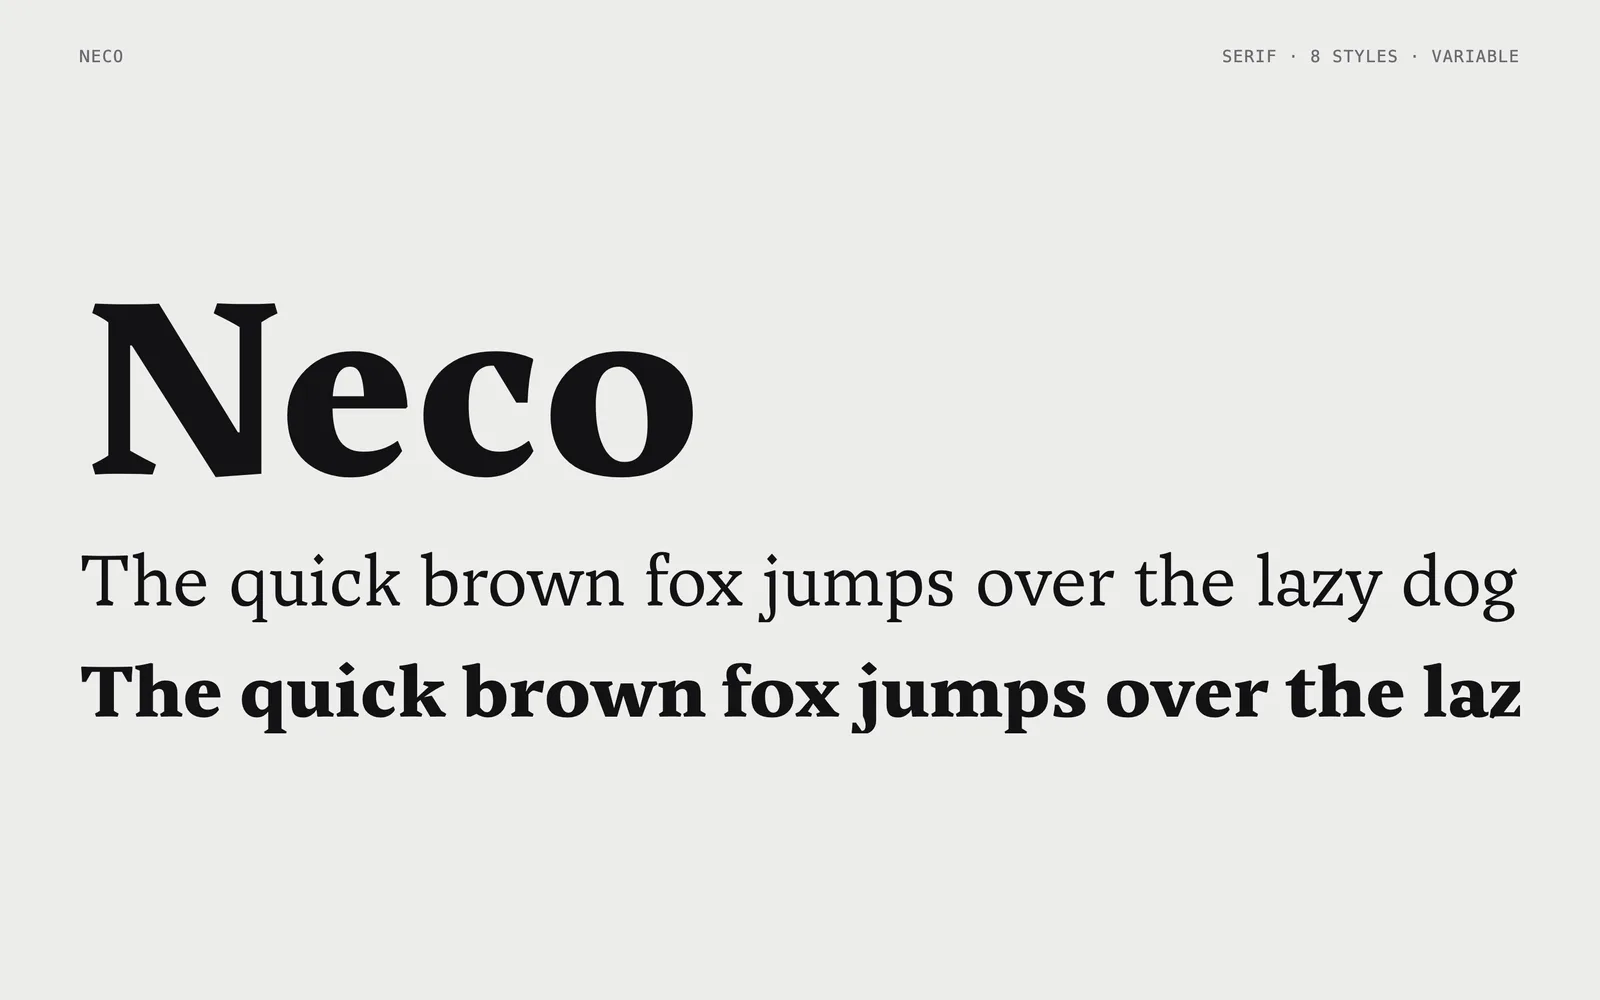 NECO
SERIF · 8 STYLES · VARIABLE
Neco
The quick brown fox jumps over the lazy dog
The quick brown fox jumps over the laz